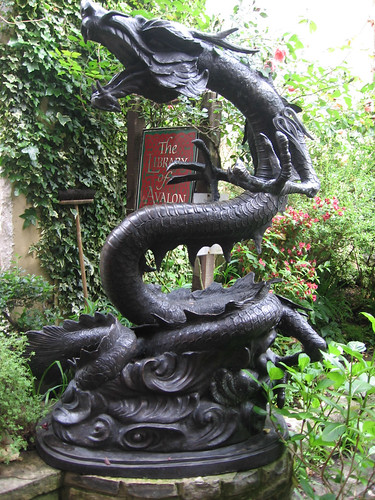 The
LIBRARY
of
AVALON